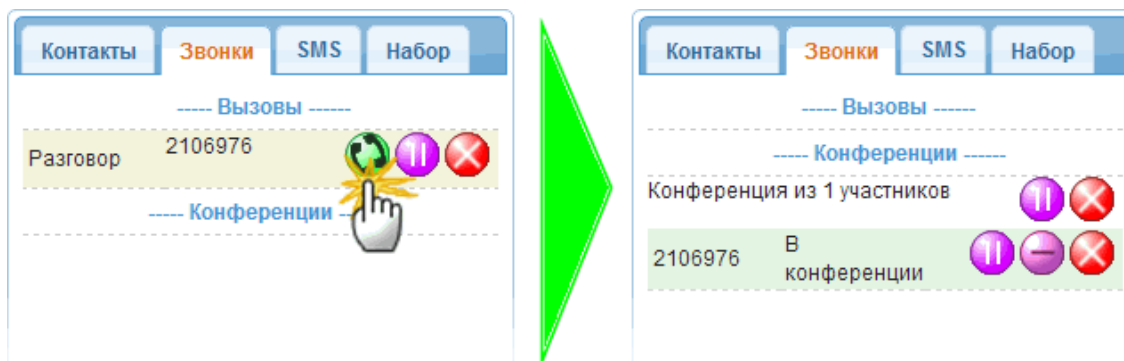 Контакты Звонки SMS Набор
----- Вызовы ------
Разговор 2106976
----- Конференции --
Контакты Звонки SMS Набор
----- Вызовы ------
----- Конференции ------
Конференция из 1 участников
2106976 В
конференции